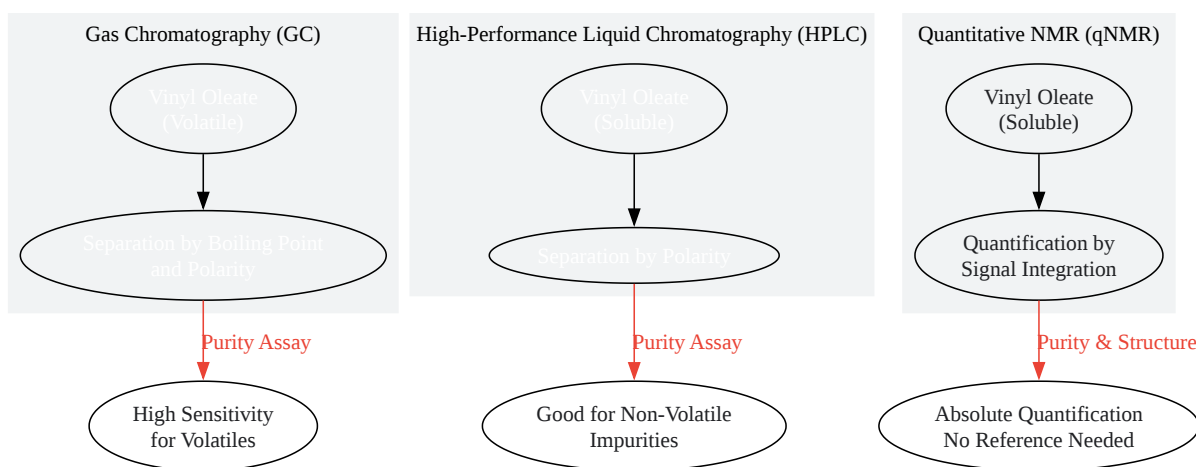 Gas Chromatography (GC)
Vinyl Oleate
(Volatile)
Separation by Boiling Point
and Polarity
Purity Assay
High Sensitivity
for Volatiles
High-Performance Liquid Chromatography (HPLC)
Vinyl Oleate
(Soluble)
Separation by Polarity
Purity Assay
Good for Non-Volatile
Impurities
Quantitative NMR (qNMR)
Vinyl Oleate
(Soluble)
Quantification by
Signal Integration
Purity & Structure
Absolute Quantification
No Reference Needed